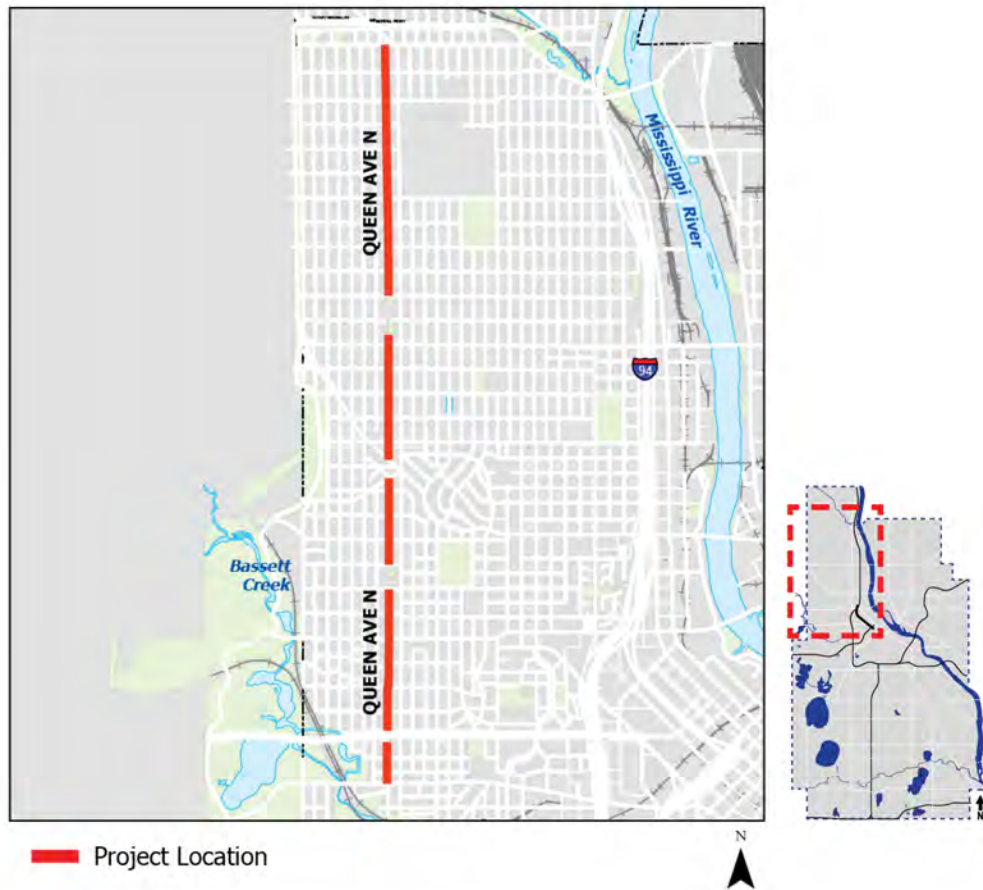 QUEEN AVE N
Mississippi River
94
Bassett
Creek
QUEEN AVE N
N
N
Project Location